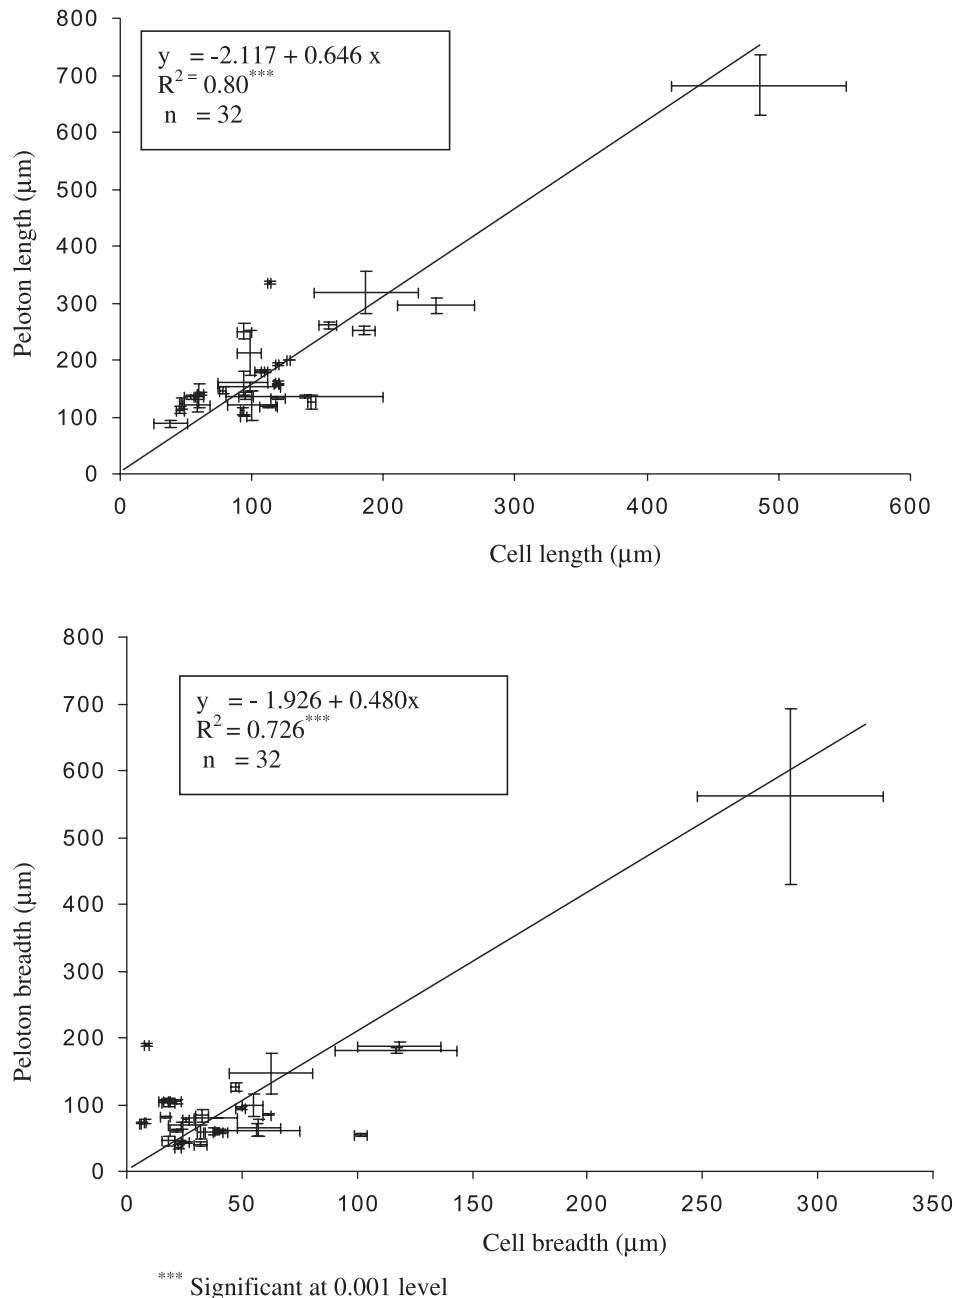 800
700
600
500
400
300
200
100
0
y = -2.117 + 0.646 x
R² = 0.80***
n = 32
Peloton length (μm)
0 100 200 300 400 500 600
Cell length (μm)
800
700
600
500
400
300
200
100
0
y = - 1.926 + 0.480x
R² = 0.726***
n = 32
Peloton breadth (μm)
0 50 100 150 200 250 300 350
Cell breadth (μm)
*** Significant at 0.001 level